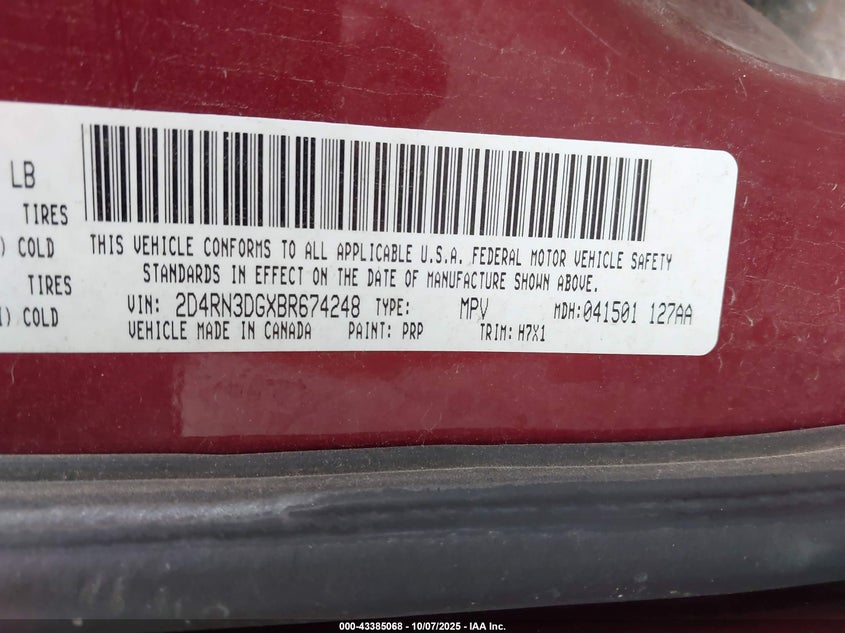 LB
TIRES
) COLD
TIRES
I) COLD
THIS VEHICLE CONFORMS TO ALL APPLICABLE U.S.A. FEDERAL MOTOR VEHICLE SAFETY
STANDARDS IN EFFECT ON THE DATE OF MANUFACTURE SHOWN ABOVE.
VIN: 2D4RN3DGXBR674248 TYPE: MPV MDH:041501 127AA
VEHICLE MADE IN CANADA PAINT: PRP TRIM: H7X1
000-43385068 - 10/07/2025 - IAA Inc.